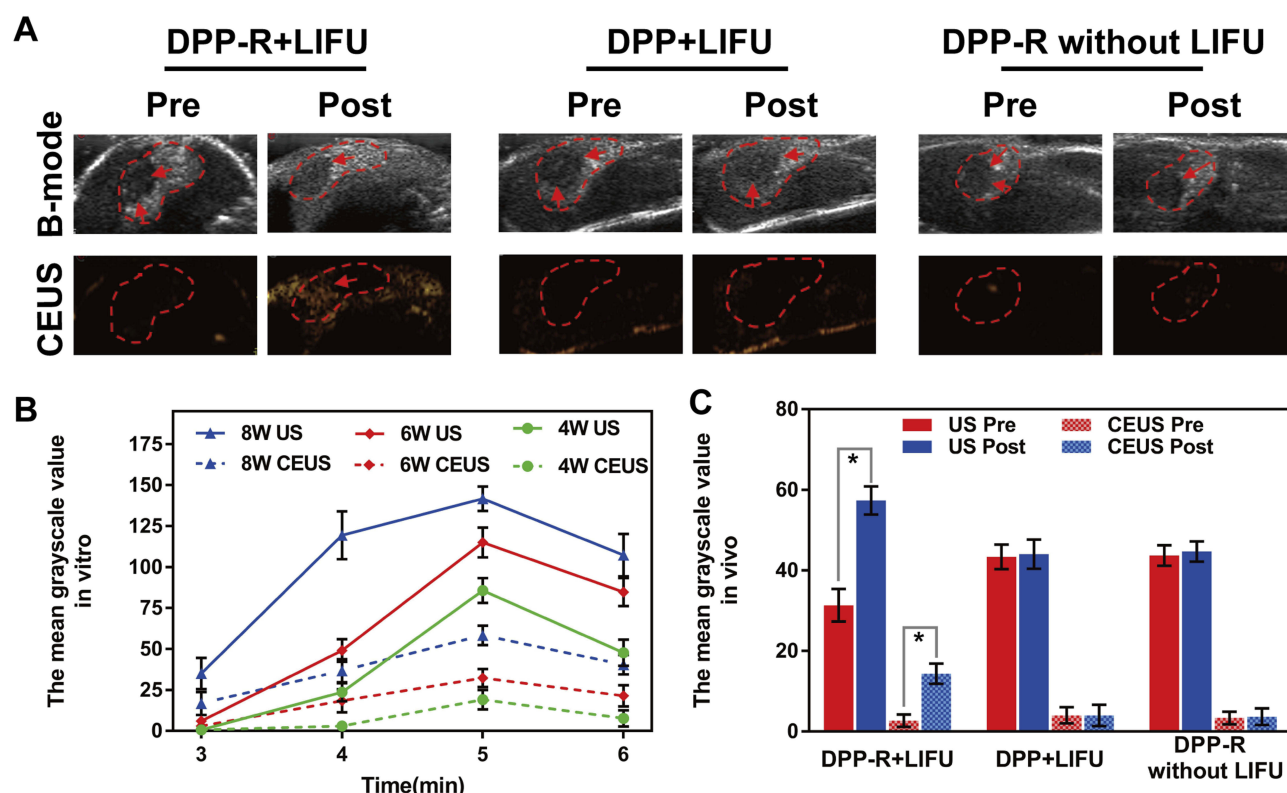 A
DPP-R+LIFU DPP+LIFU DPP-R without LIFU
Pre Post Pre Post Pre Post
B-mode
CEUS
B
The mean grayscale value
in vitro
175
150
125
100
75
50
25
0
8W US 6W US 4W US
8W CEUS 6W CEUS 4W CEUS
3 4 5 6
Time(min)
C
The mean grayscale value
in vivo
80
60
40
20
0
US Pre CEUS Pre
US Post CEUS Post
*
*
DPP-R+LIFU DPP+LIFU DPP-R
without LIFU